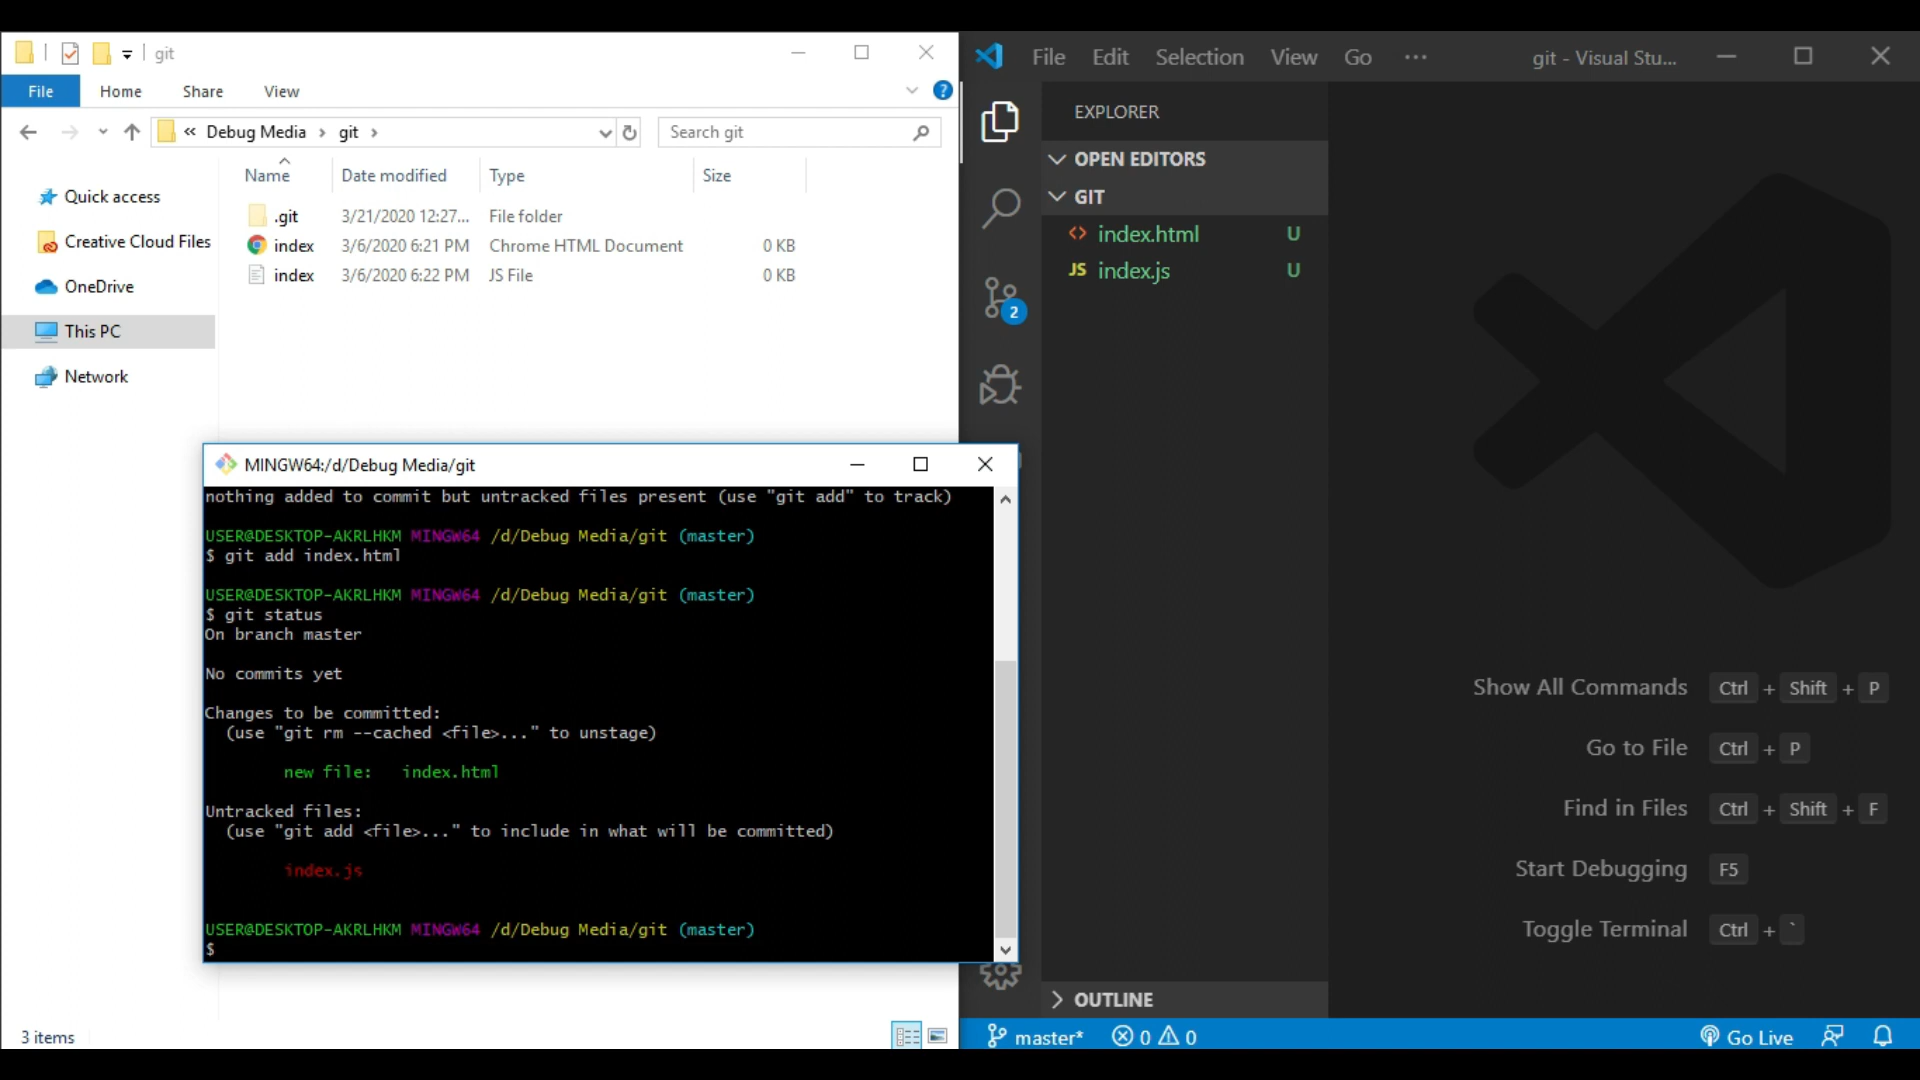 git
File Home Share View
« Debug Media › git ›
Search git
Name Date modified Type Size
.git 3/21/2020 12:27... File folder
index 3/6/2020 6:21 PM Chrome HTML Document 0 KB
index 3/6/2020 6:22 PM JS File 0 KB
Quick access
Creative Cloud Files
OneDrive
This PC
Network
3 items
MINGW64:/d/Debug Media/git
nothing added to commit but untracked files present (use "git add" to track)
USER@DESKTOP-AKRLHKM MINGW64 /d/Debug Media/git (master)
$ git add index.html
USER@DESKTOP-AKRLHKM MINGW64 /d/Debug Media/git (master)
$ git status
On branch master
No commits yet
Changes to be committed:
(use "git rm --cached <file>..." to unstage)
new file: index.html
Untracked files:
(use "git add <file>..." to include in what will be committed)
index.js
USER@DESKTOP-AKRLHKM MINGW64 /d/Debug Media/git (master)
$
File Edit Selection View Go ··· git - Visual Stu...
EXPLORER
OPEN EDITORS
GIT
<> index.html U
JS index.js U
2
Show All Commands Ctrl + Shift + P
Go to File Ctrl + P
Find in Files Ctrl + Shift + F
Start Debugging F5
Toggle Terminal Ctrl + `
OUTLINE
master* 0 0 Go Live